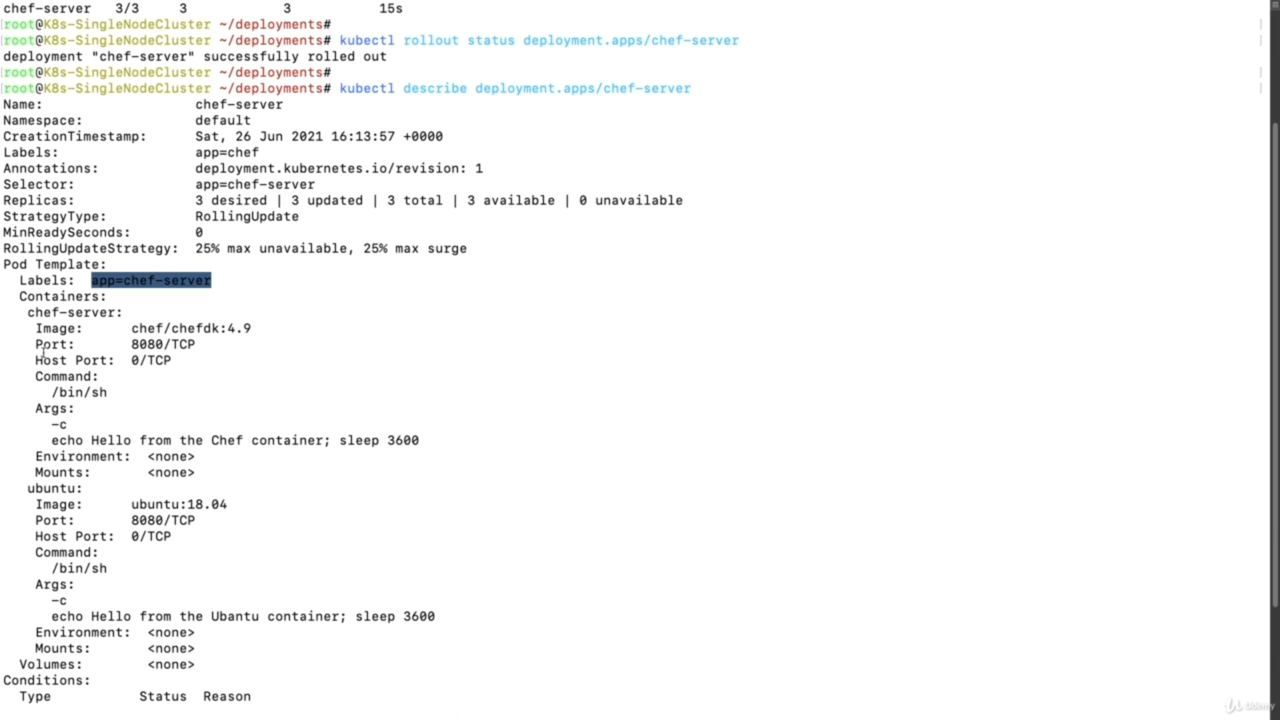 chef-server   3/3     3            3           15s
root@K8s-SingleNodeCluster ~/deployments#
root@K8s-SingleNodeCluster ~/deployments# kubectl rollout status deployment.apps/chef-server
deployment "chef-server" successfully rolled out
root@K8s-SingleNodeCluster ~/deployments#
root@K8s-SingleNodeCluster ~/deployments# kubectl describe deployment.apps/chef-server
Name:                   chef-server
Namespace:              default
CreationTimestamp:      Sat, 26 Jun 2021 16:13:57 +0000
Labels:                 app=chef
Annotations:            deployment.kubernetes.io/revision: 1
Selector:               app=chef-server
Replicas:               3 desired | 3 updated | 3 total | 3 available | 0 unavailable
StrategyType:           RollingUpdate
MinReadySeconds:        0
RollingUpdateStrategy:  25% max unavailable, 25% max surge
Pod Template:
  Labels:  app=chef-server
  Containers:
   chef-server:
    Image:      chef/chefdk:4.9
    Port:       8080/TCP
    Host Port:  0/TCP
    Command:
      /bin/sh
    Args:
      -c
      echo Hello from the Chef container; sleep 3600
    Environment:  <none>
    Mounts:       <none>
   ubuntu:
    Image:      ubuntu:18.04
    Port:       8080/TCP
    Host Port:  0/TCP
    Command:
      /bin/sh
    Args:
      -c
      echo Hello from the Ubantu container; sleep 3600
    Environment:  <none>
    Mounts:       <none>
  Volumes:        <none>
Conditions:
  Type           Status  Reason
Udemy